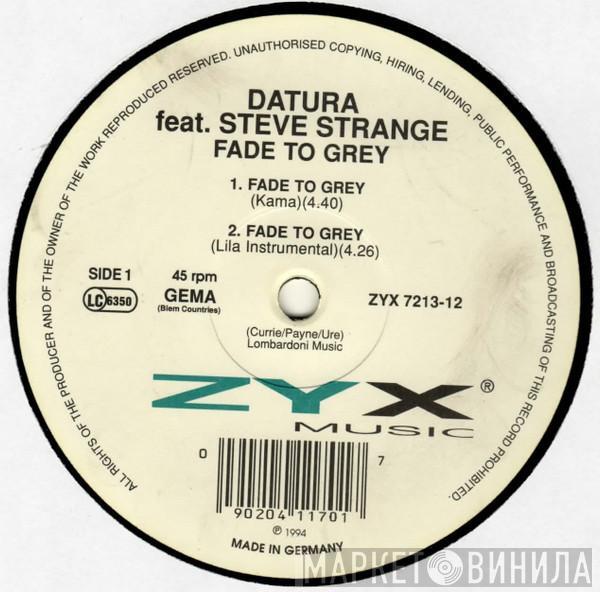 ALL RIGHTS OF THE PRODUCER AND OF THE OWNER OF THE WORK REPRODUCED RESERVED. UNAUTHORISED COPYING, HIRING, LENDING, PUBLIC PERFORMANCE AND BROADCASTING OF THIS RECORD PROHIBITED.
DATURA
feat. STEVE STRANGE
FADE TO GREY
1. FADE TO GREY
(Kama)(4.40)
2. FADE TO GREY
(Lila Instrumental)(4.26)
SIDE 1 45 rpm
LC 6350 GEMA ZYX 7213-12
(Biem Countries)
(Currie/Payne/Ure)
Lombardoni Music
ZYX ®
MUSIC
0 7
90204 11701
℗ 1994
MADE IN GERMANY
МАРКЕТ ВИНИЛА